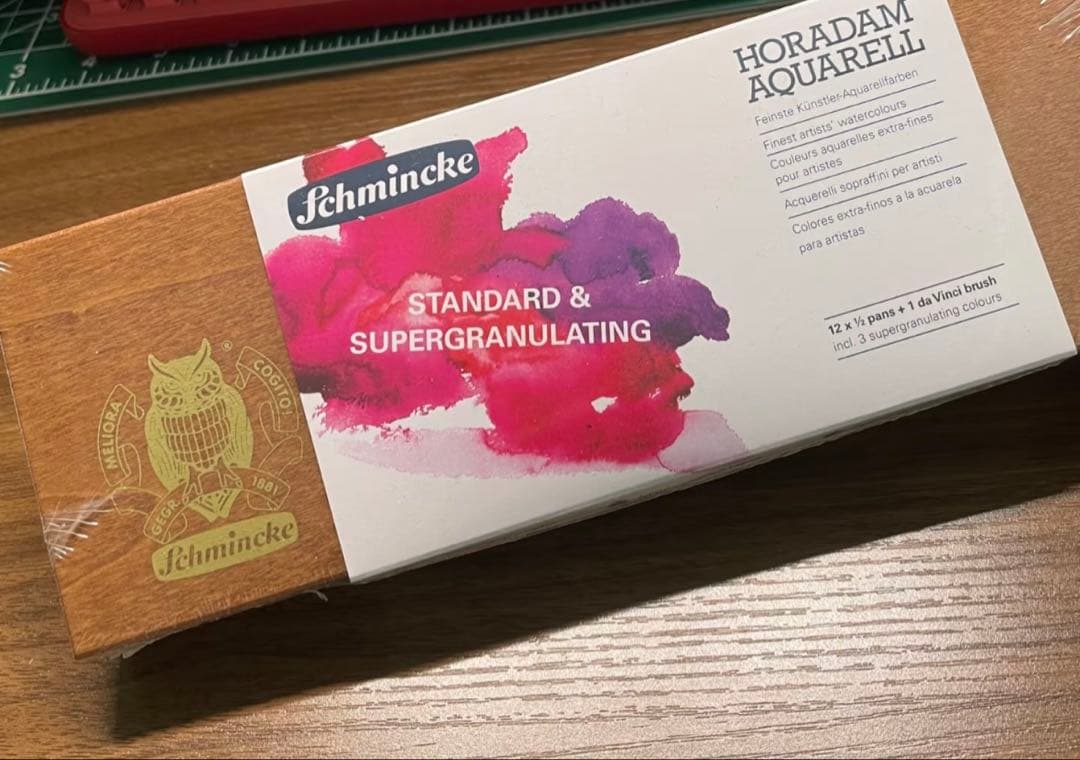 3
4
Schmincke
STANDARD &
SUPERGRANULATING
HORADAM
AQUARELL
Feinste Künstler-Aquarellfarben
Finest artists' watercolours
Couleurs aquarelles extra-fines
pour artistes
Acquerelli sopraffini per artisti
Colores extra-finos a la acuarela
para artistas
12 x ½ pans + 1 da Vinci brush
incl. 3 supergranulating colours
®
MELIORA
COGITO!
GEGR.
1881
Schmincke